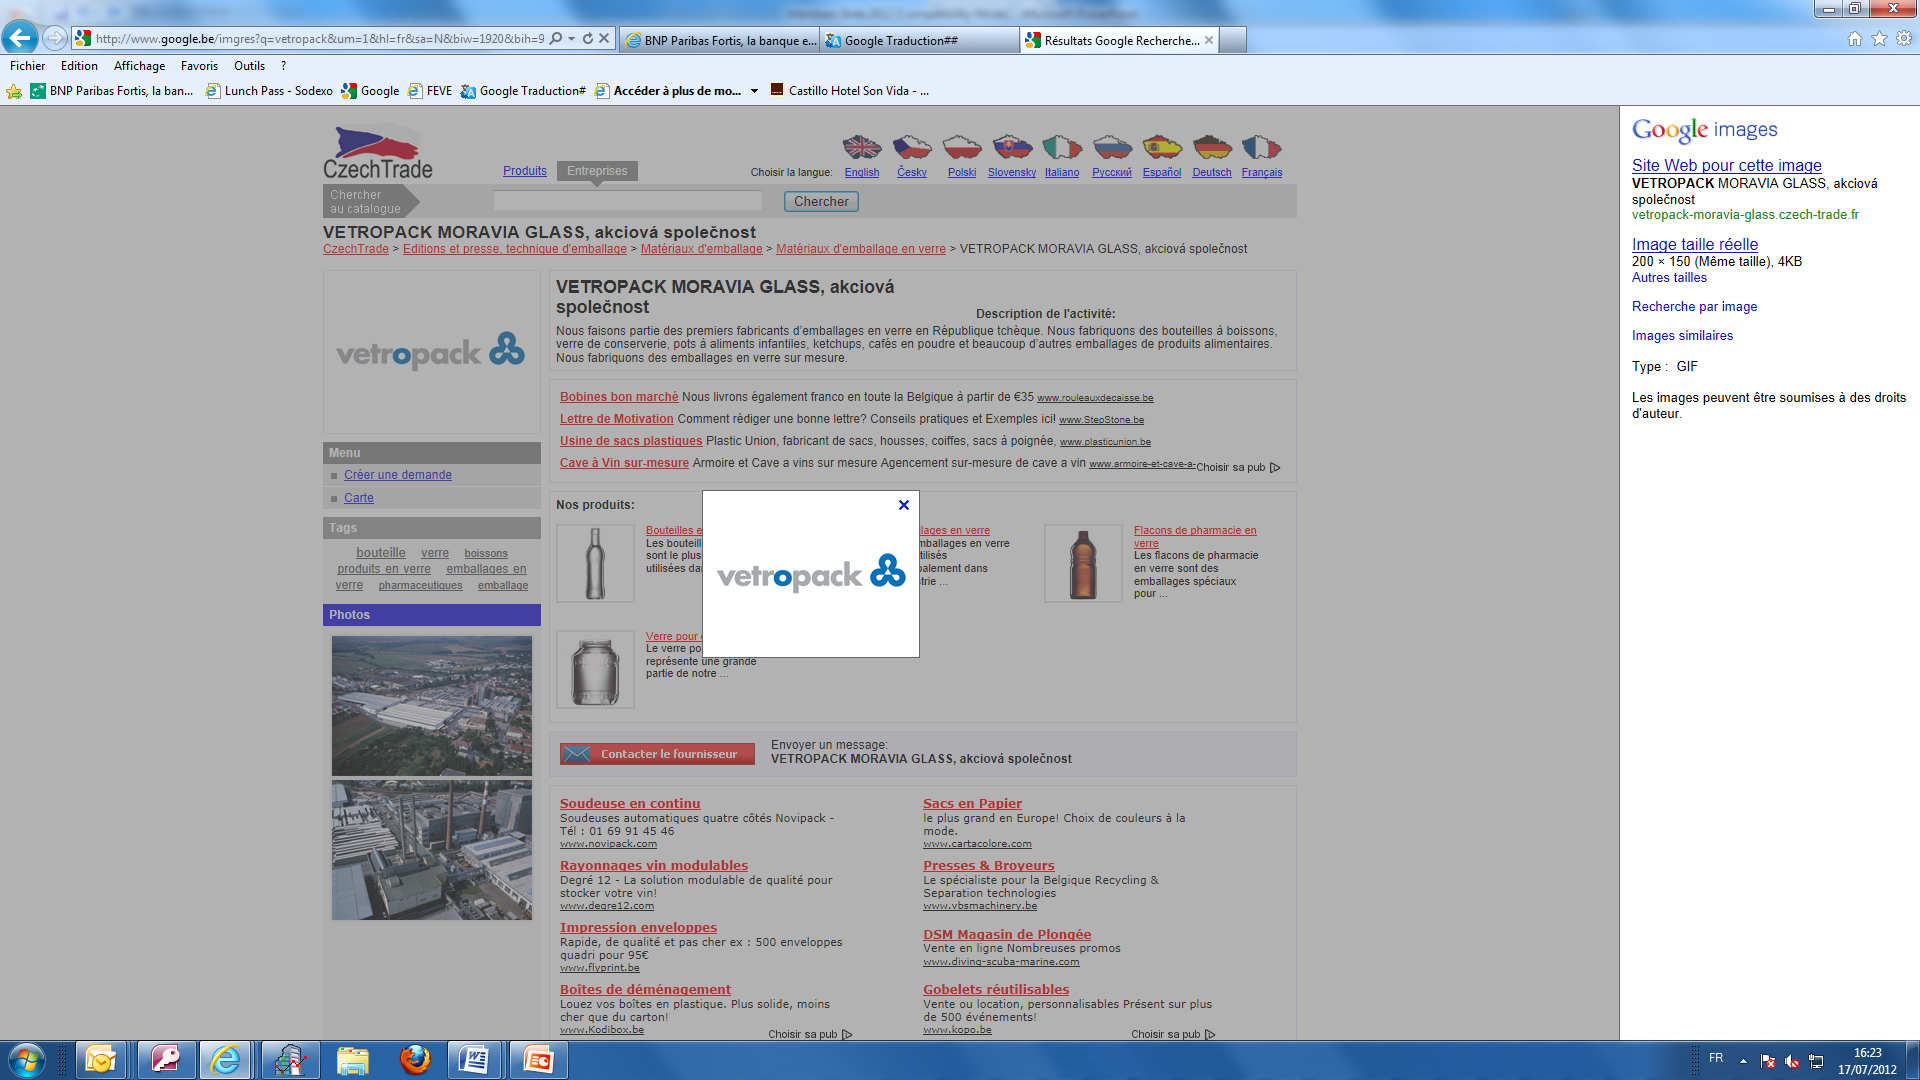 http://www.google.be/imgres?q=vetropack&um=1&hl=fr&sa=N&biw=1920&bih=9
BNP Paribas Fortis, la banque e...
Google Traduction##
Résultats Google Recherche...
Fichier Edition Affichage Favoris Outils ?
BNP Paribas Fortis, la ban... Lunch Pass - Sodexo Google FEVE Google Traduction# Accéder à plus de mo... Castillo Hotel Son Vida - ...
CzechTrade
Produits Entreprises
Choisir la langue: English Česky Polski Slovensky Italiano Русский Español Deutsch Français
Chercher
au catalogue
Chercher
VETROPACK MORAVIA GLASS, akciová společnost
CzechTrade > Editions et presse, technique d'emballage > Matériaux d'emballage > Matériaux d'emballage en verre > VETROPACK MORAVIA GLASS, akciová společnost
vetropack
VETROPACK MORAVIA GLASS, akciová
společnost
Description de l'activité:
Nous faisons partie des premiers fabricants d'emballages en verre en République tchèque. Nous fabriquons des bouteilles à boissons,
verre de conserverie, pots à aliments infantiles, ketchups, cafés en poudre et beaucoup d'autres emballages de produits alimentaires.
Nous fabriquons des emballages en verre sur mesure.
Bobines bon marché Nous livrons également franco en toute la Belgique à partir de €35 www.rouleauxdecaisse.be
Lettre de Motivation Comment rédiger une bonne lettre? Conseils pratiques et Exemples ici! www.StepStone.be
Usine de sacs plastiques Plastic Union, fabricant de sacs, housses, coiffes, sacs à poignée, www.plasticunion.be
Cave à Vin sur-mesure Armoire et Cave a vins sur mesure Agencement sur-mesure de cave a vin www.armoire-et-cave-a-
Choisir sa pub
Menu
Créer une demande
Carte
Tags
bouteille verre boissons
produits en verre emballages en
verre pharmaceutiques emballage
Photos
Nos produits:
Bouteilles e
Les bouteill
sont le plus
utilisées da
vetropack
lages en verre
mballages en verre
tilisés
palement dans
strie ...
Flacons de pharmacie en
verre
Les flacons de pharmacie
en verre sont des
emballages spéciaux
pour ...
Verre pour
Le verre po
représente une grande
partie de notre ...
Contacter le fournisseur
Envoyer un message:
VETROPACK MORAVIA GLASS, akciová společnost
Soudeuse en continu
Soudeuses automatiques quatre côtés Novipack -
Tél : 01 69 91 45 46
www.novipack.com
Rayonnages vin modulables
Degré 12 - La solution modulable de qualité pour
stocker votre vin!
www.degre12.com
Impression enveloppes
Rapide, de qualité et pas cher ex : 500 enveloppes
quadri pour 95€
www.flyprint.be
Boîtes de déménagement
Louez vos boîtes en plastique. Plus solide, moins
cher que du carton!
www.Kodibox.be
Choisir sa pub
Sacs en Papier
le plus grand en Europe! Choix de couleurs à la
mode.
www.cartacolore.com
Presses & Broyeurs
Le spécialiste pour la Belgique Recycling &
Separation technologies
www.vbsmachinery.be
DSM Magasin de Plongée
Vente en ligne Nombreuses promos
www.diving-scuba-marine.com
Gobelets réutilisables
Vente ou location, personnalisables Présent sur plus
de 500 événements!
www.kopo.be
Choisir sa pub
Google images
Site Web pour cette image
VETROPACK MORAVIA GLASS, akciová
společnost
vetropack-moravia-glass.czech-trade.fr
Image taille réelle
200 × 150 (Même taille), 4KB
Autres tailles
Recherche par image
Images similaires
Type : GIF
Les images peuvent être soumises à des droits
d'auteur.
FR
16:23
17/07/2012